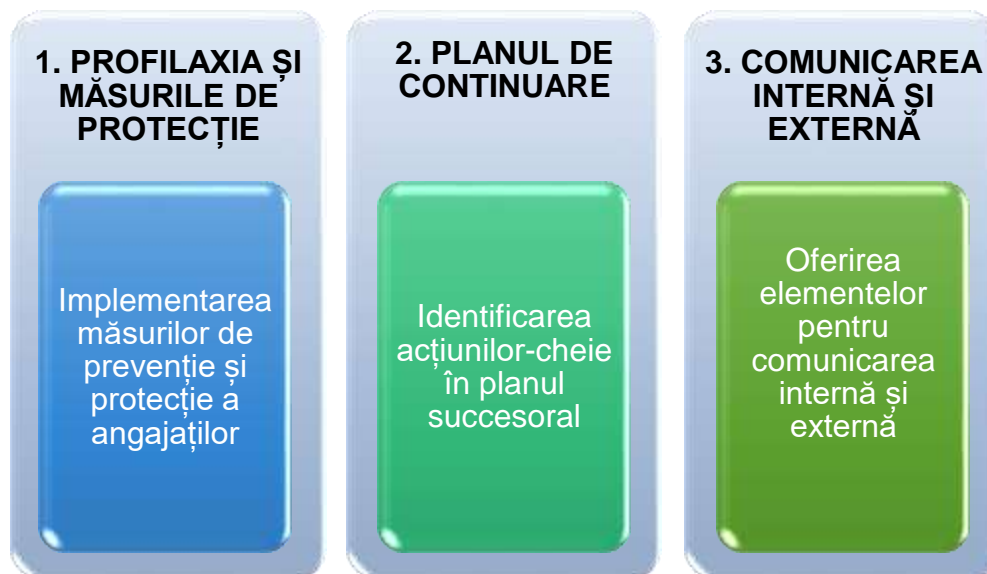 1. PROFILAXIA ȘI
MĂSURILE DE
PROTECȚIE
Implementarea
măsurilor de
prevenție și
protecție a
angajaților
2. PLANUL DE
CONTINUARE
Identificarea
acțiunilor-cheie
în planul
succesoral
3. COMUNICAREA
INTERNĂ ȘI
EXTERNĂ
Oferirea
elementelor
pentru
comunicarea
internă și
externă